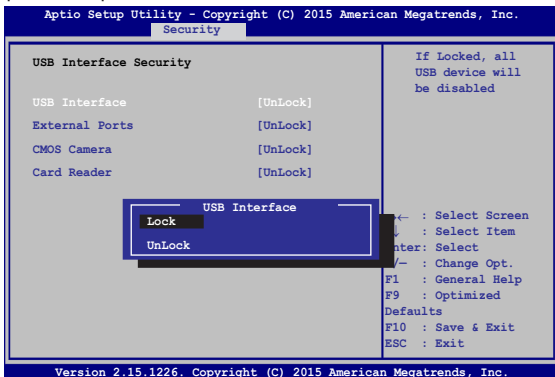 Aptio Setup Utility - Copyright (C) 2015 American Megatrends, Inc.
Security
USB Interface Security
USB Interface [UnLock]
External Ports [UnLock]
CMOS Camera [UnLock]
Card Reader [UnLock]
If Locked, all
USB device will
be disabled
USB Interface
Lock
UnLock
→← : Select Screen
↓ : Select Item
nter: Select
/— : Change Opt.
F1 : General Help
F9 : Optimized
Defaults
F10 : Save & Exit
ESC : Exit
Version 2.15.1226. Copyright (C) 2015 American Megatrends, Inc.